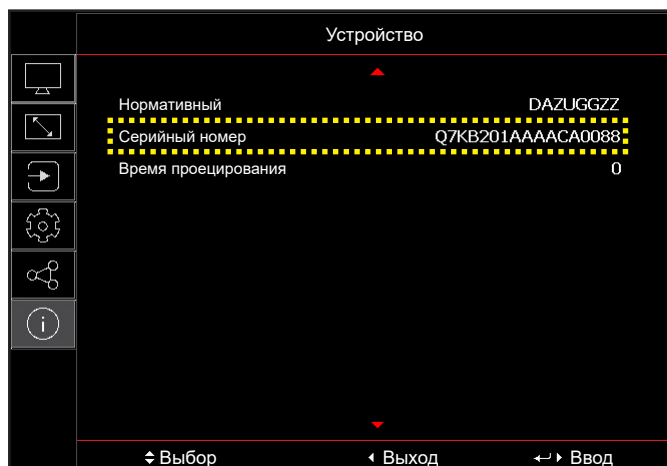 Устройство
Нормативный DAZUGGZZ
Серийный номер Q7KB201AAAACA0088
Время проецирования 0
Выбор Выход Ввод